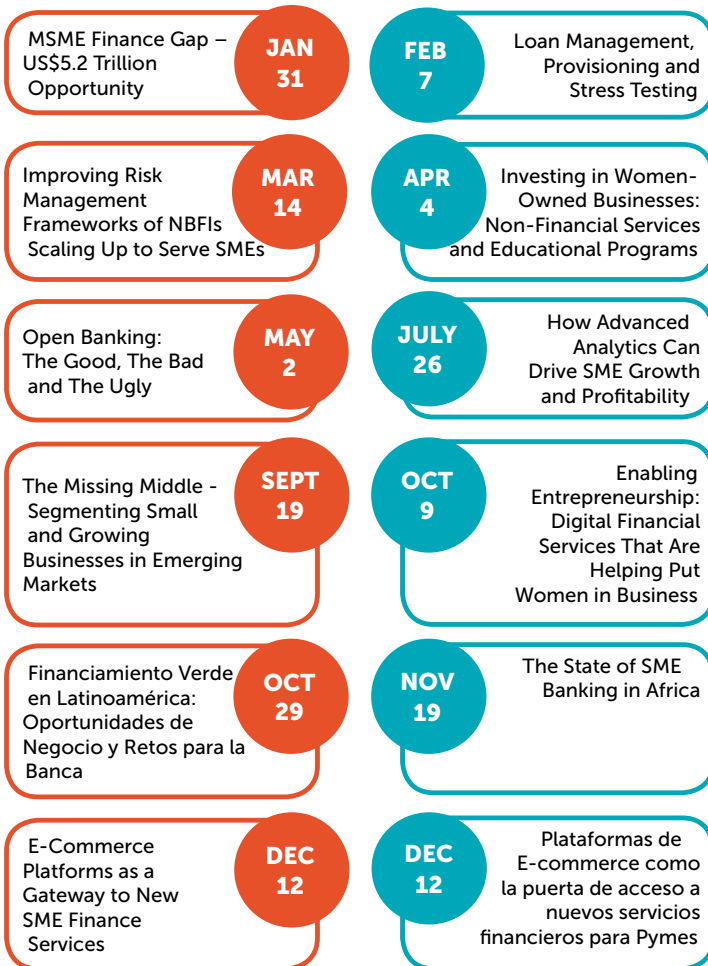 MSME Finance Gap –
US$5.2 Trillion
Opportunity
JAN
31
FEB
7
Loan Management,
Provisioning and
Stress Testing
Improving Risk
Management
Frameworks of NBFIs
Scaling Up to Serve SMEs
MAR
14
APR
4
Investing in Women-
Owned Businesses:
Non-Financial Services
and Educational Programs
Open Banking:
The Good, The Bad
and The Ugly
MAY
2
JULY
26
How Advanced
Analytics Can
Drive SME Growth
and Profitability
The Missing Middle -
Segmenting Small
and Growing
Businesses in Emerging
Markets
SEPT
19
OCT
9
Enabling
Entrepreneurship:
Digital Financial
Services That Are
Helping Put
Women in Business
Financiamiento Verde
en Latinoamérica:
Oportunidades de
Negocio y Retos para la
Banca
OCT
29
NOV
19
The State of SME
Banking in Africa
E-Commerce
Platforms as a
Gateway to New
SME Finance
Services
DEC
12
DEC
12
Plataformas de
E-commerce como
la puerta de acceso a
nuevos servicios
financieros para Pymes